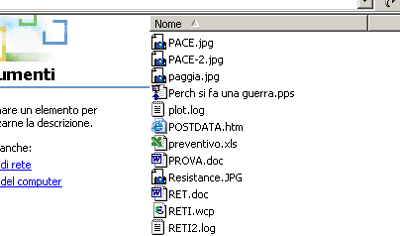 Nome
PACE.jpg
PACE-2.jpg
paggia.jpg
Perch si fa una guerra.pps
plot.log
POSTDATA.htm
preventivo.xls
PROVA.doc
Resistance.JPG
RET.doc
RETI.wcp
RETI2.log
umenti
nare un elemento per
zarne la descrizione.
anche:
di rete
del computer